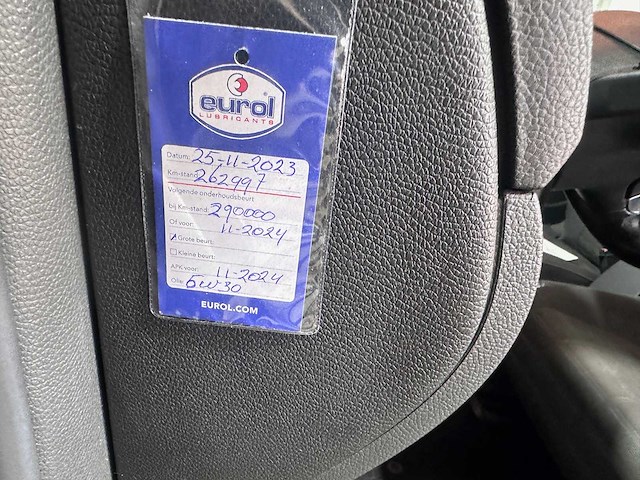 eurol
LUBRICANTS
Datum: 25-11-2023
Km-stand: 262997
Volgende onderhoudsbeurt
bij Km-stand: 290000
Of voor: 11-2024
Grote beurt:
Kleine beurt:
APK voor: 11-2024
Olie: 5W30
EUROL.COM